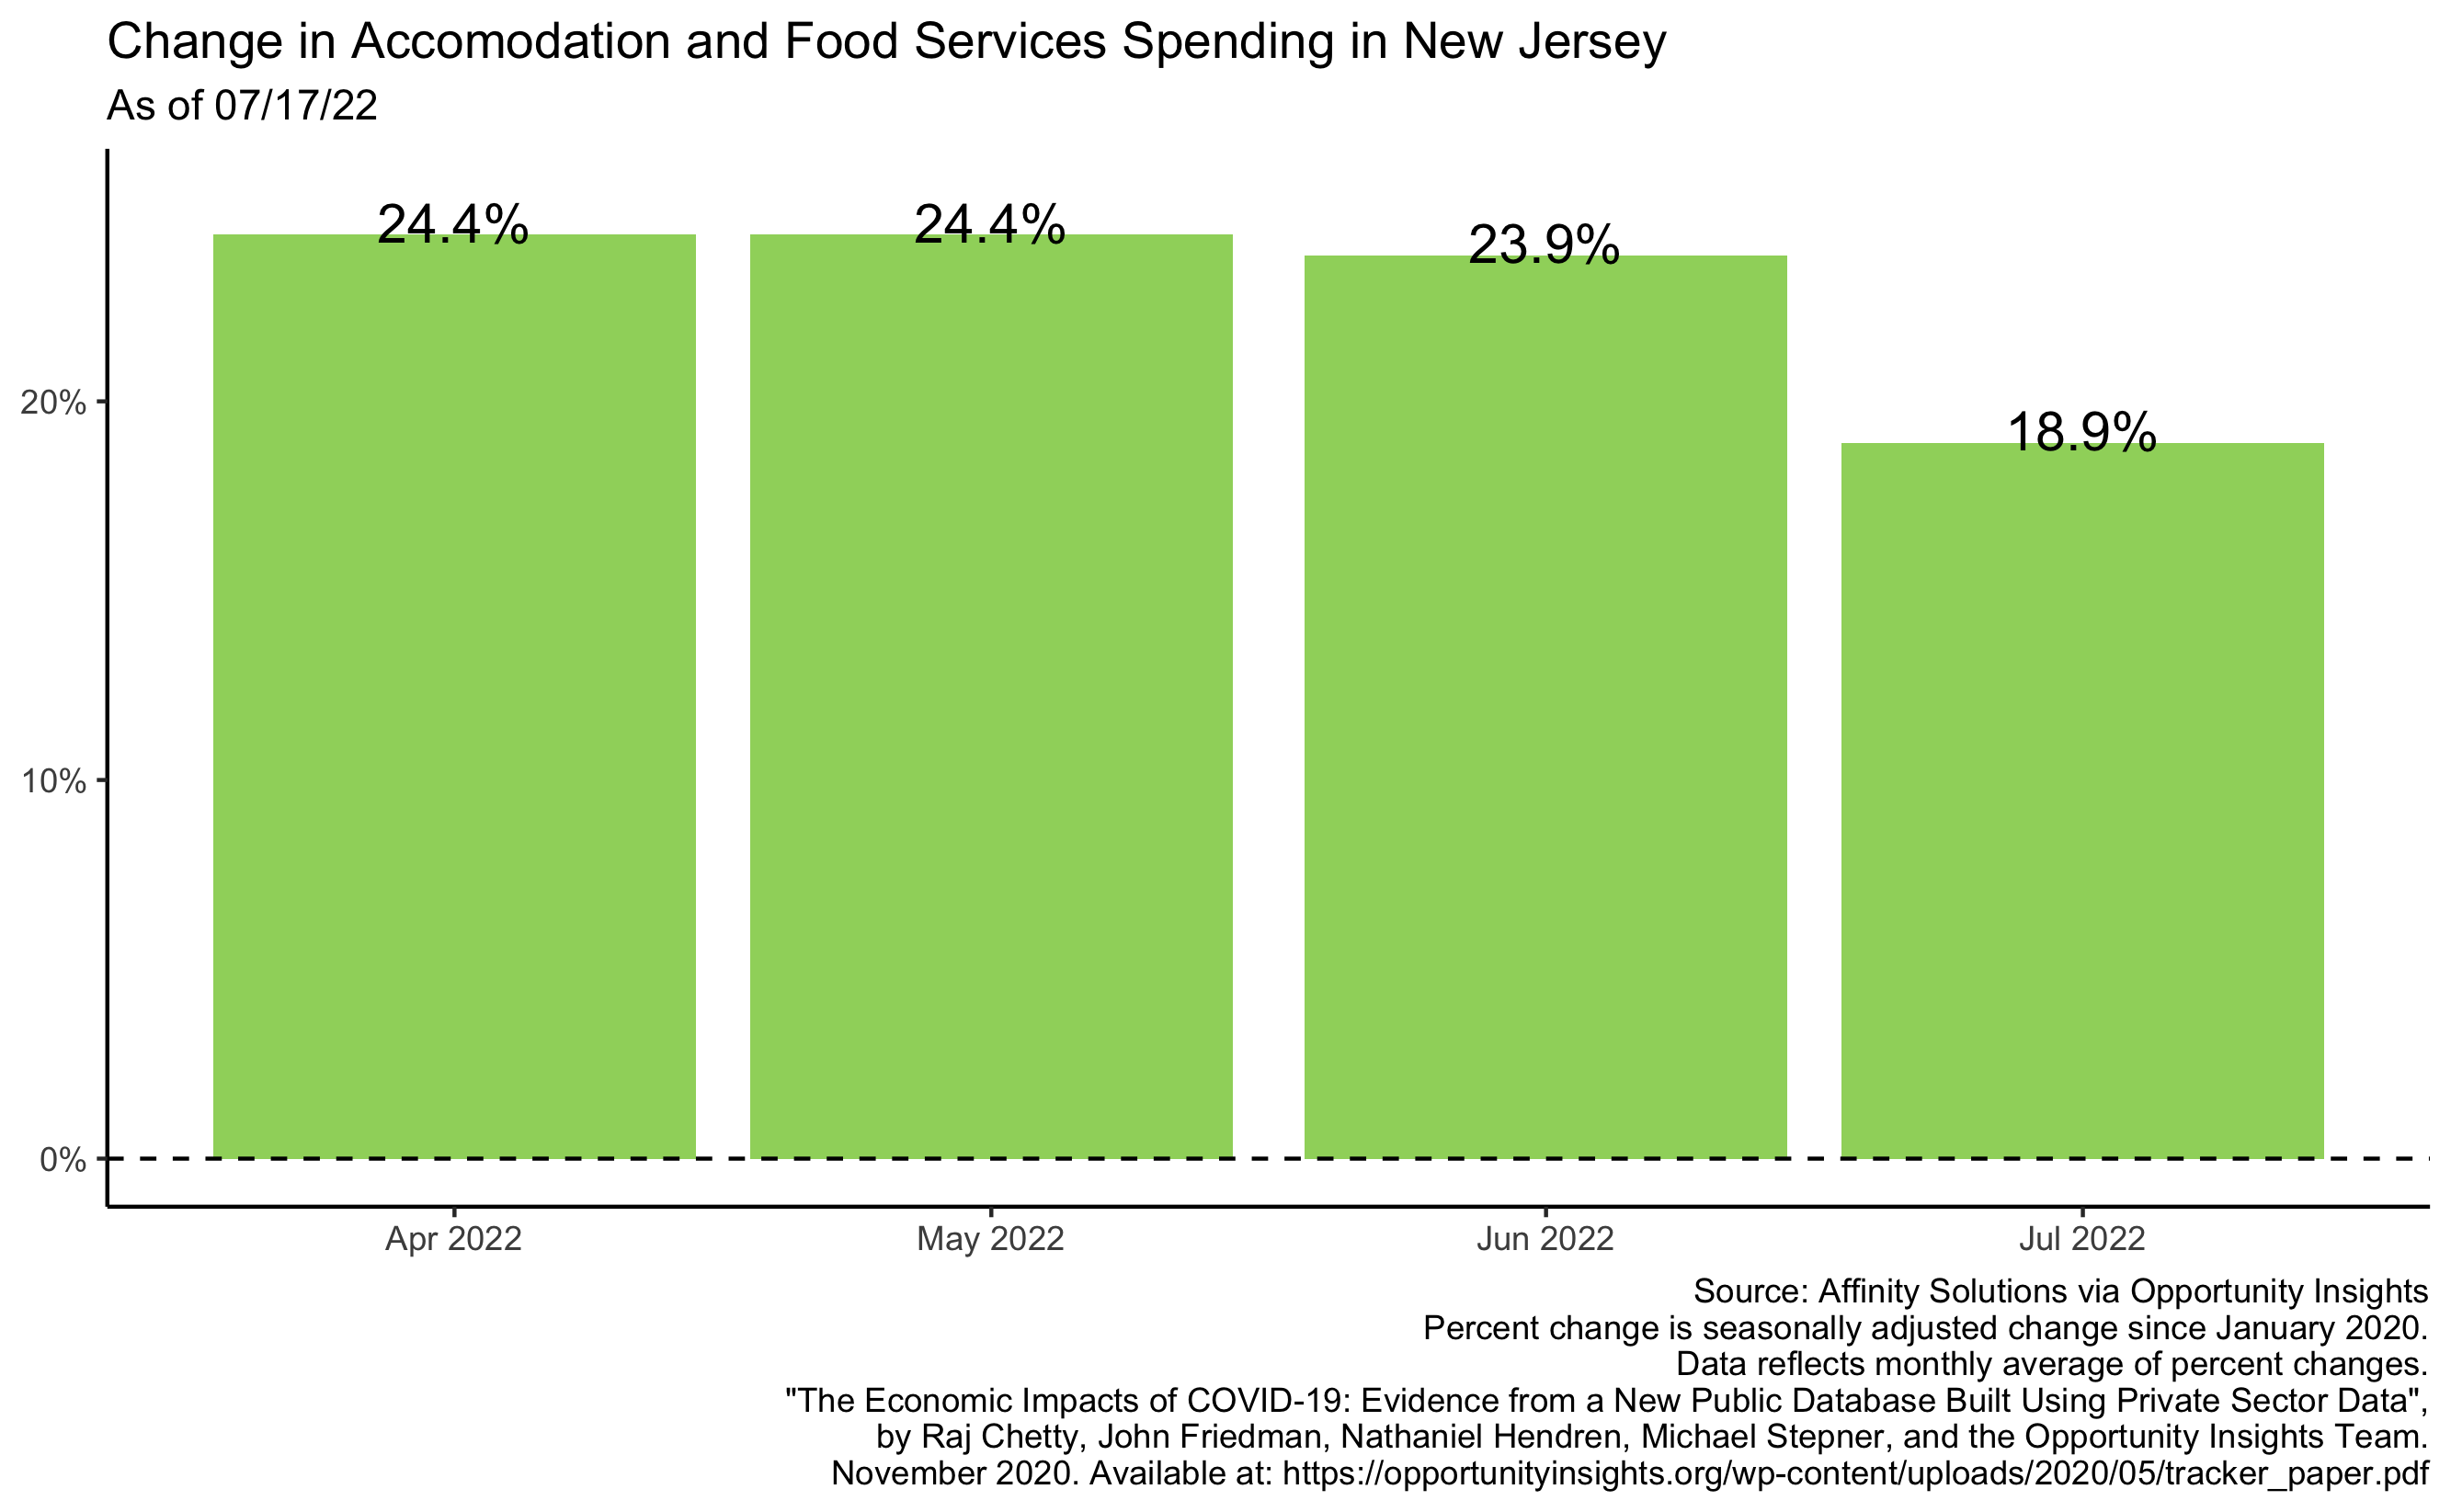 Change in Accomodation and Food Services Spending in New Jersey
As of 07/17/22
24.4%
24.4%
23.9%
18.9%
20%
10%
0%
Apr 2022
May 2022
Jun 2022
Jul 2022
Source: Affinity Solutions via Opportunity Insights
Percent change is seasonally adjusted change since January 2020.
Data reflects monthly average of percent changes.
"The Economic Impacts of COVID-19: Evidence from a New Public Database Built Using Private Sector Data",
by Raj Chetty, John Friedman, Nathaniel Hendren, Michael Stepner, and the Opportunity Insights Team.
November 2020. Available at: https://opportunityinsights.org/wp-content/uploads/2020/05/tracker_paper.pdf